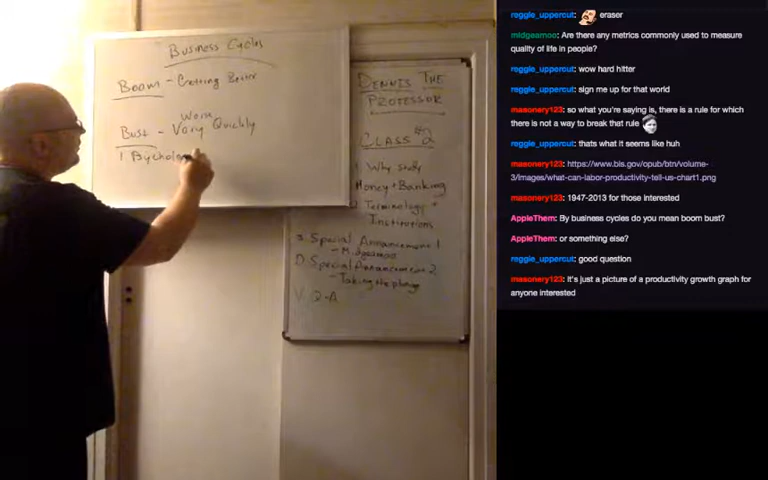 Business Cycles
Boom - Getting Better
Worse
Bust - Very Quickly
1 Psycholo
DENNIS THE
PROFESSOR
CLASS #2
Why Study
Money + Banking
Terminology +
Institutions
3. Special Announcement 1
- Midgeamoo
Special Announcement 2
- Taking Nephings
V. Q-A
reggie_uppercut: eraser
midgeamoo: Are there any metrics commonly used to measure
quality of life in people?
reggie_uppercut: wow hard hitter
reggie_uppercut: sign me up for that world
masonery123: so what you're saying is, there is a rule for which
there is not a way to break that rule
reggie_uppercut: thats what it seems like huh
masonery123: https://www.bls.gov/opub/btn/volume-
3/images/what-can-labor-productivity-tell-us-chart1.png
masonery123: 1947-2013 for those interested
AppleThem: By business cycles do you mean boom bust?
AppleThem: or something else?
reggie_uppercut: good question
masonery123: It's just a picture of a productivity growth graph for
anyone interested